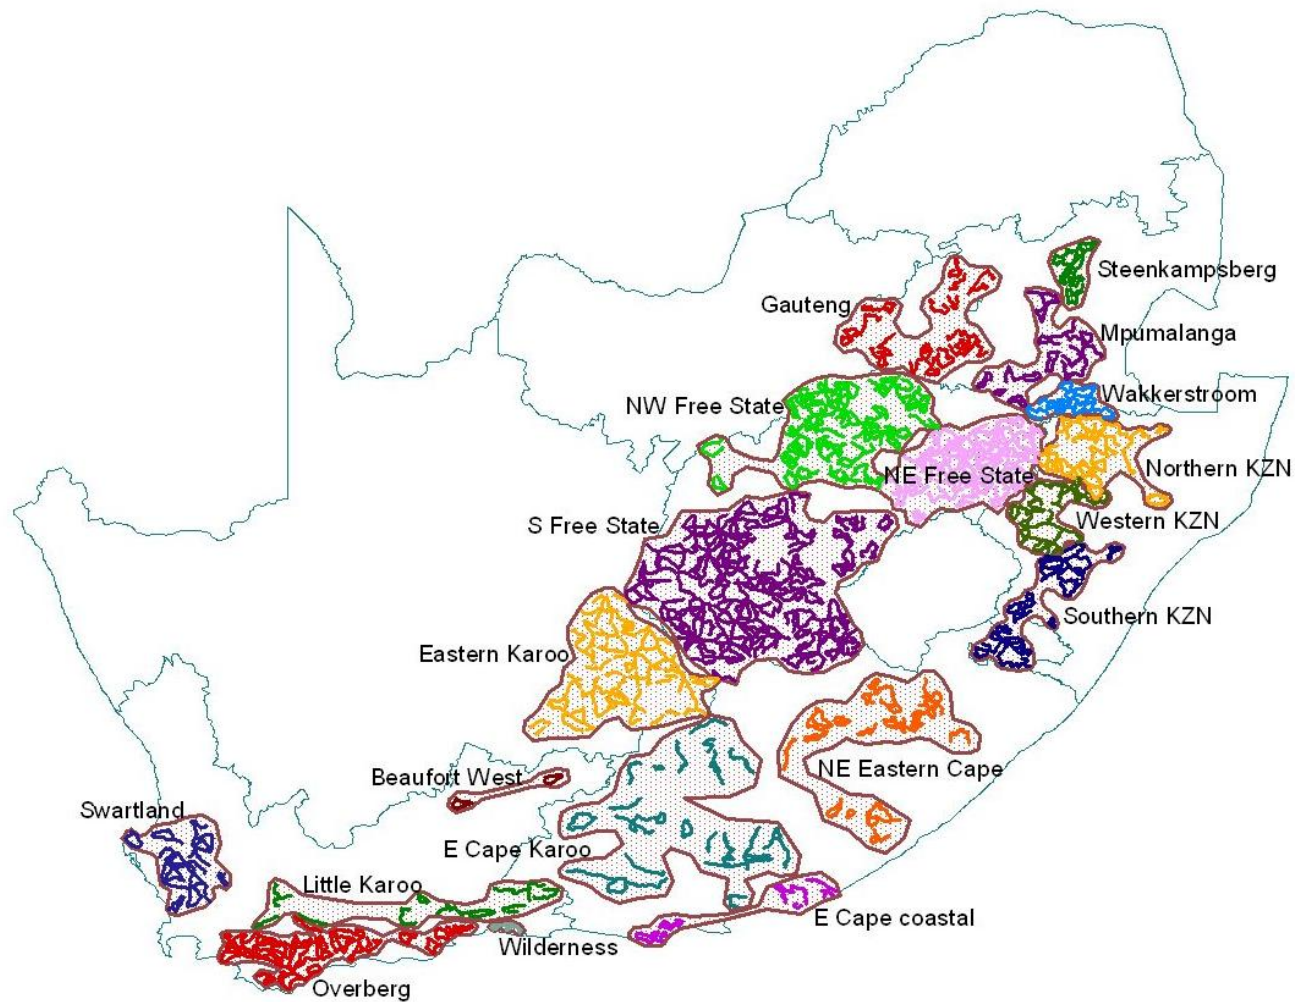 Steenkampsberg
Gauteng
Mpumalanga
Wakkerstroom
NW Free State
Northern KZN
NE Free State
Western KZN
S Free State
Southern KZN
Eastern Karoo
NE Eastern Cape
Beaufort West
Swartland
E Cape Karoo
Little Karoo
E Cape coastal
Wilderness
Overberg